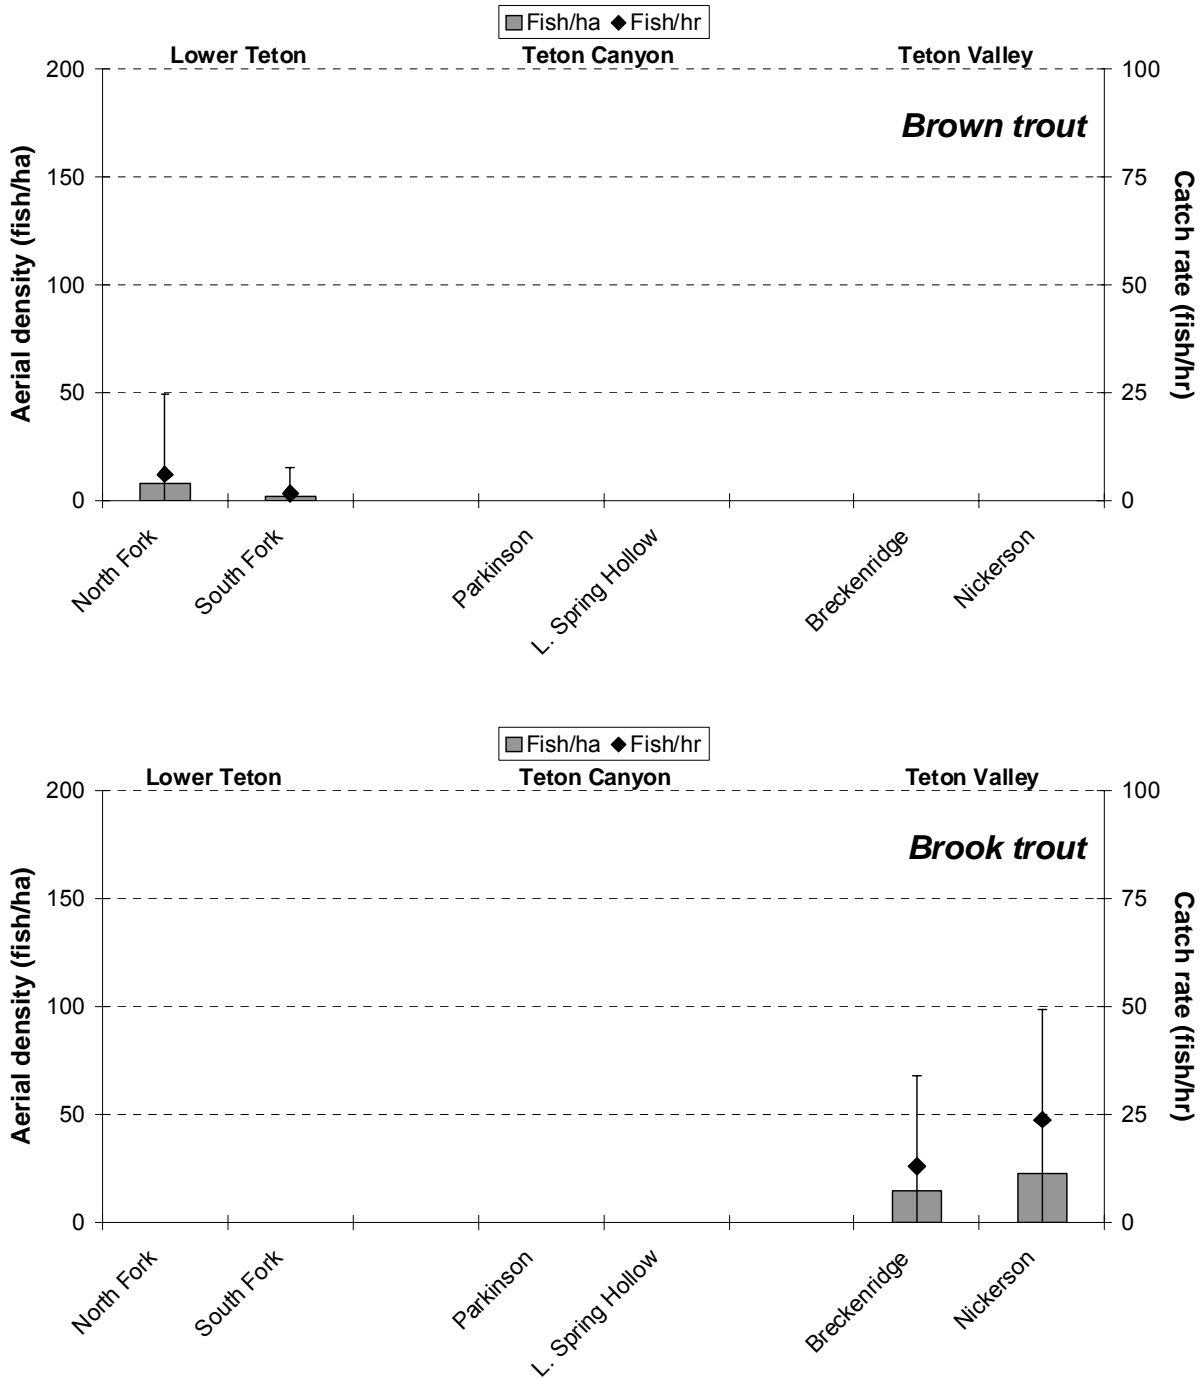 Fish/ha Fish/hr
Lower Teton Teton Canyon Teton Valley
200 100
Brown trout
150 75
100 50
50 25
0 0
Aerial density (fish/ha)
Catch rate (fish/hr)
North Fork South Fork Parkinson L. Spring Hollow Breckenridge Nickerson
Fish/ha Fish/hr
Lower Teton Teton Canyon Teton Valley
200 100
Brook trout
150 75
100 50
50 25
0 0
Aerial density (fish/ha)
Catch rate (fish/hr)
North Fork South Fork Parkinson L. Spring Hollow Breckenridge Nickerson